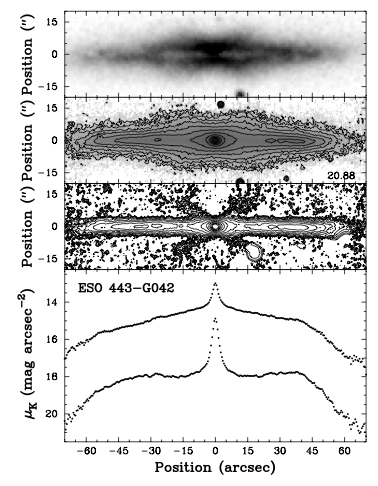 15
0
−15
Position (″)
15
0
−15
Position (″)
20.88
15
0
−15
Position (″)
ESO 443-G042
14
16
18
20
μK (mag arcsec−2)
−60 −45 −30 −15 0 15 30 45 60
Position (arcsec)